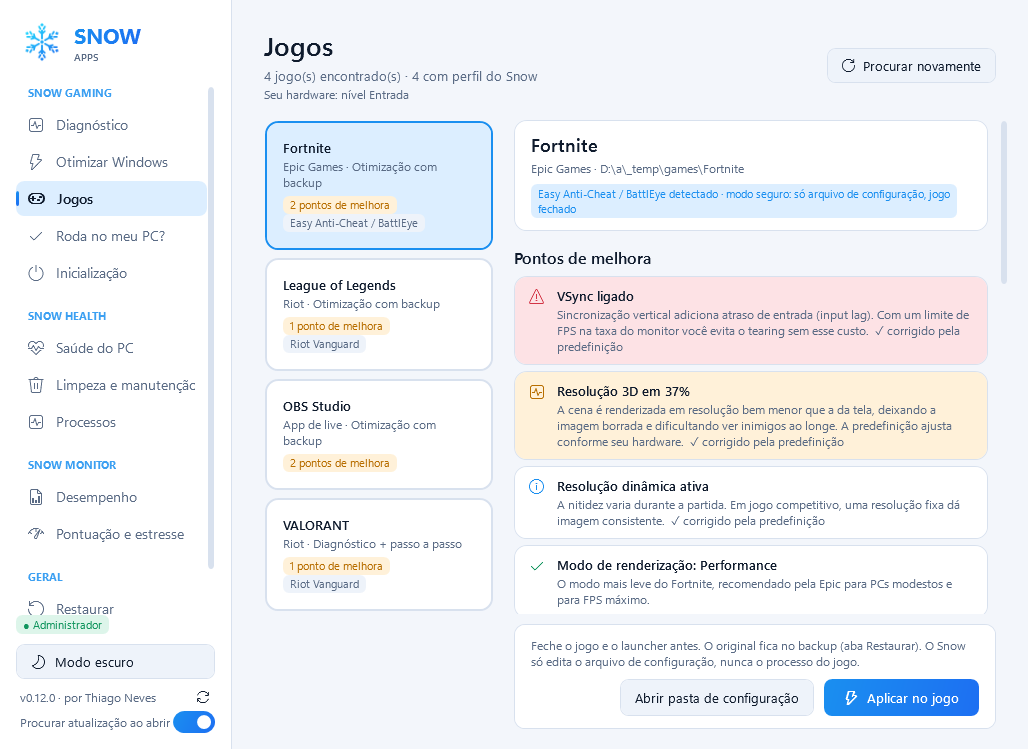 SNOW
APPS
SNOW GAMING
Diagnóstico
Otimizar Windows
Jogos
Roda no meu PC?
Inicialização
SNOW HEALTH
Saúde do PC
Limpeza e manutençã
Processos
SNOW MONITOR
Desempenho
Pontuação e estresse
GERAL
Restaurar
● Administrador
Modo escuro
v0.12.0 · por Thiago Neves
Procurar atualização ao abrir
Jogos
4 jogo(s) encontrado(s) · 4 com perfil do Snow
Seu hardware: nível Entrada
Procurar novamente
Fortnite
Epic Games · Otimização com
backup
2 pontos de melhora
Easy Anti-Cheat / BattlEye
League of Legends
Riot · Otimização com backup
1 ponto de melhora
Riot Vanguard
OBS Studio
App de live · Otimização com
backup
2 pontos de melhora
VALORANT
Riot · Diagnóstico + passo a passo
1 ponto de melhora
Riot Vanguard
Fortnite
Epic Games · D:\a\_temp\games\Fortnite
Easy Anti-Cheat / BattlEye detectado · modo seguro: só arquivo de configuração, jogo
fechado
Pontos de melhora
VSync ligado
Sincronização vertical adiciona atraso de entrada (input lag). Com um limite de
FPS na taxa do monitor você evita o tearing sem esse custo. ✓ corrigido pela
predefinição
Resolução 3D em 37%
A cena é renderizada em resolução bem menor que a da tela, deixando a
imagem borrada e dificultando ver inimigos ao longe. A predefinição ajusta
conforme seu hardware. ✓ corrigido pela predefinição
Resolução dinâmica ativa
A nitidez varia durante a partida. Em jogo competitivo, uma resolução fixa dá
imagem consistente. ✓ corrigido pela predefinição
Modo de renderização: Performance
O modo mais leve do Fortnite, recomendado pela Epic para PCs modestos e
para FPS máximo.
Feche o jogo e o launcher antes. O original fica no backup (aba Restaurar). O Snow
só edita o arquivo de configuração, nunca o processo do jogo.
Abrir pasta de configuração
Aplicar no jogo